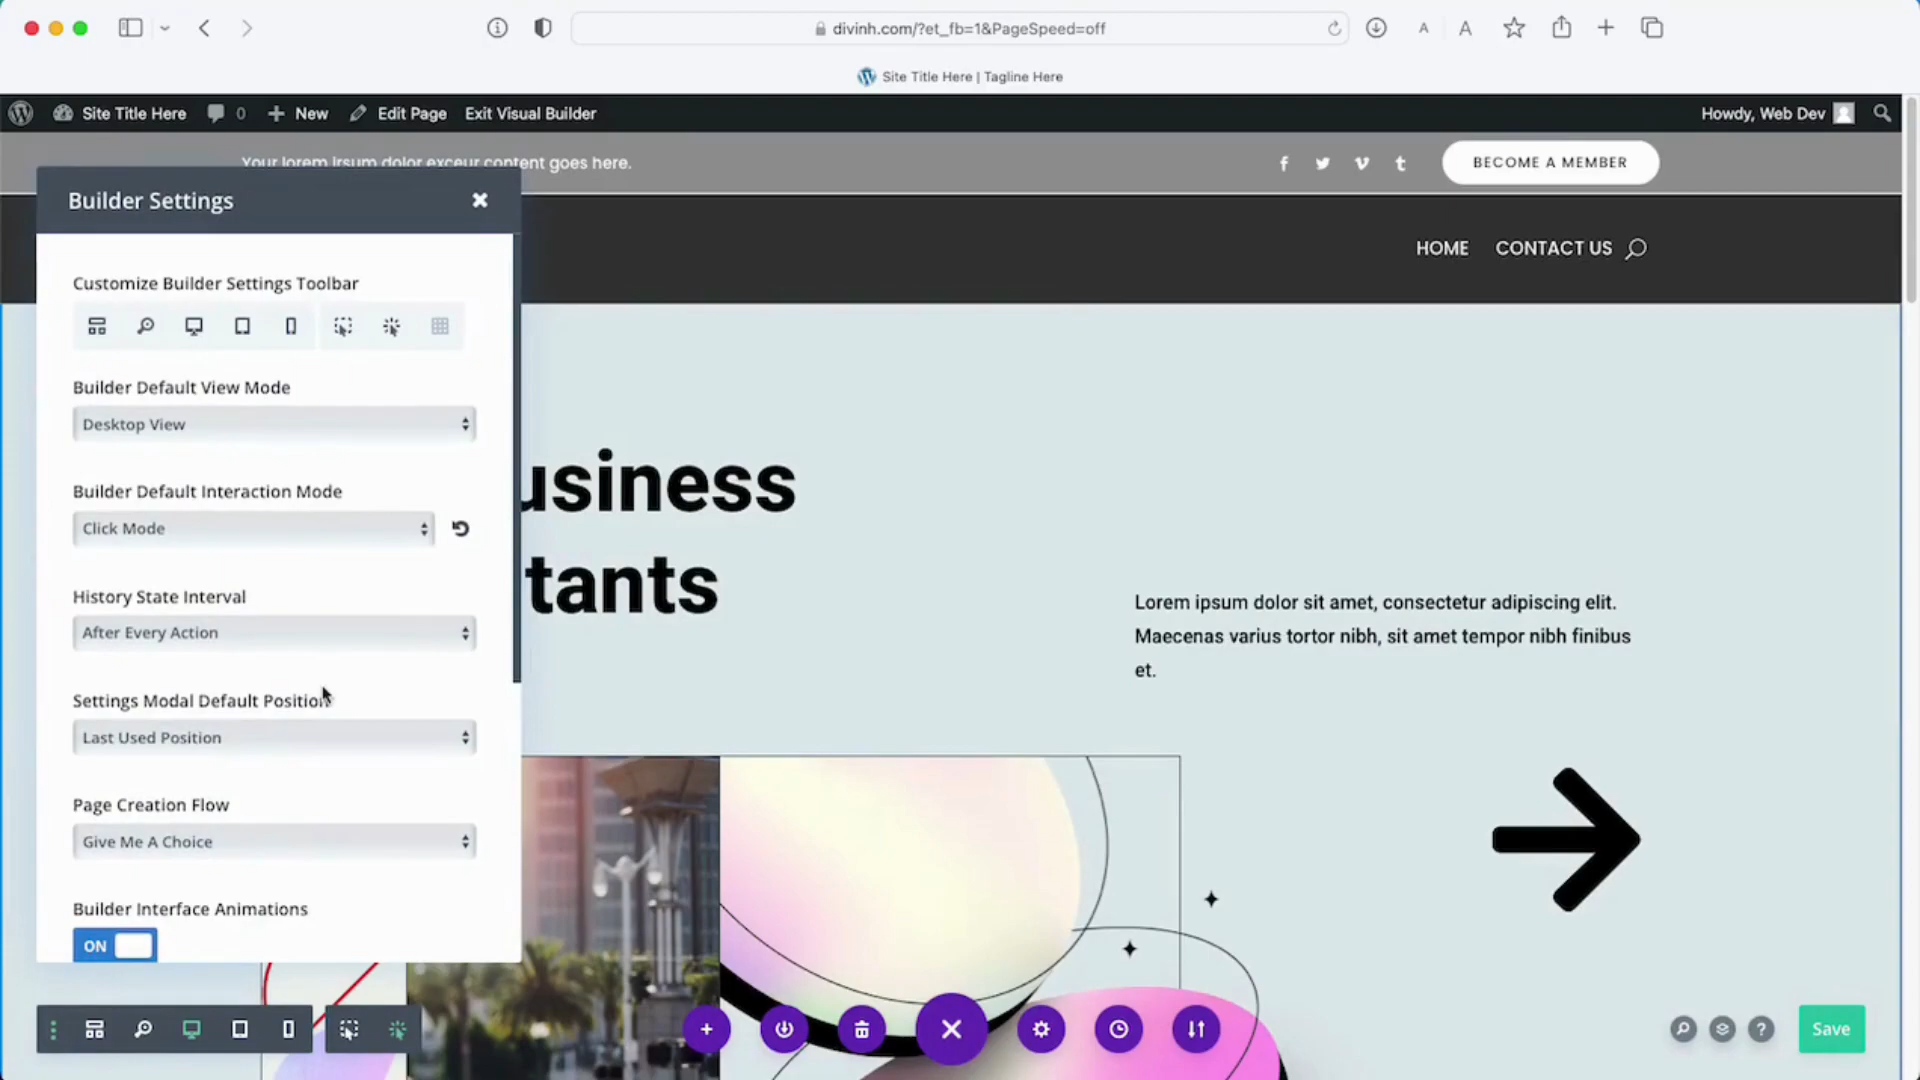 divinh.com/?et_fb=1&PageSpeed=off
A A
Site Title Here | Tagline Here
Site Title Here 0 New Edit Page Exit Visual Builder Howdy, Web Dev
Your lorem ipsum dolor exceur content goes here.
BECOME A MEMBER
HOME CONTACT US
Builder Settings
Customize Builder Settings Toolbar
Builder Default View Mode
Desktop View
Builder Default Interaction Mode
Click Mode
History State Interval
After Every Action
Settings Modal Default Position
Last Used Position
Page Creation Flow
Give Me A Choice
Builder Interface Animations
ON
usiness
tants
Lorem ipsum dolor sit amet, consectetur adipiscing elit.
Maecenas varius tortor nibh, sit amet tempor nibh finibus
et.
Save